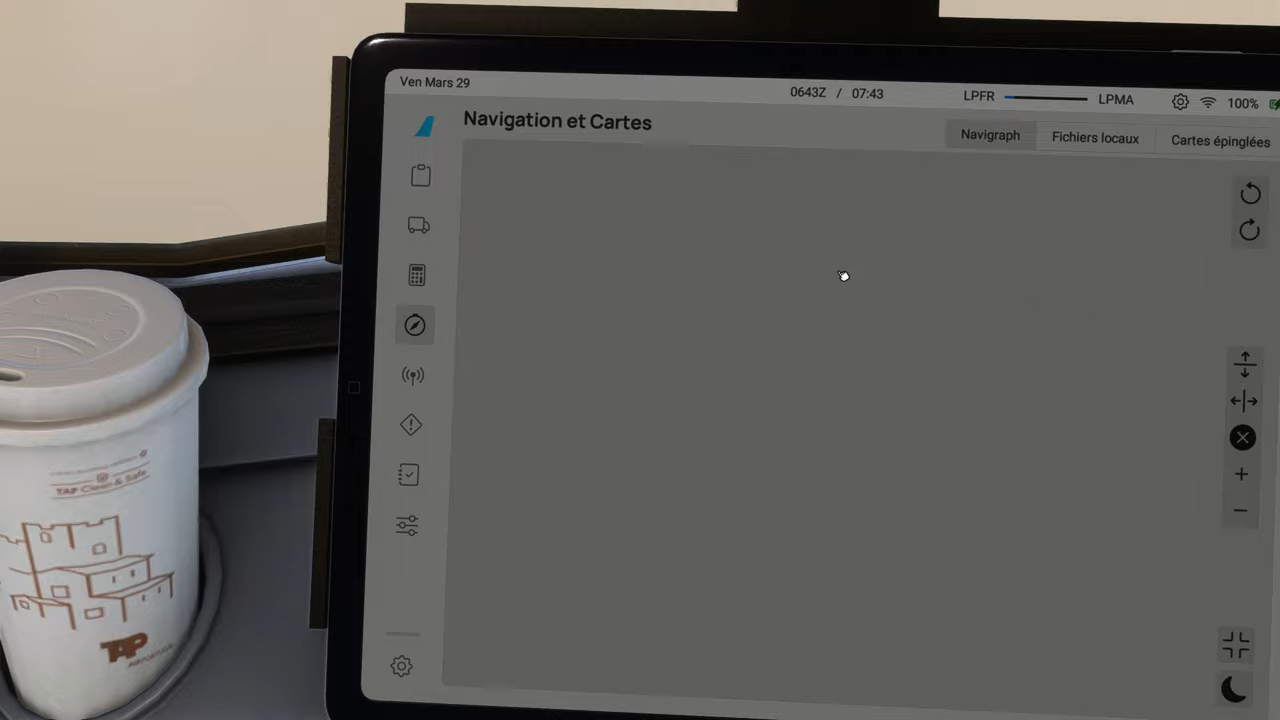 Ven Mars 29
0643Z / 07:43
LPFR
LPMA
100%
Navigation et Cartes
Navigraph
Fichiers locaux
Cartes épinglées
TAP Clean & Safe
TAP